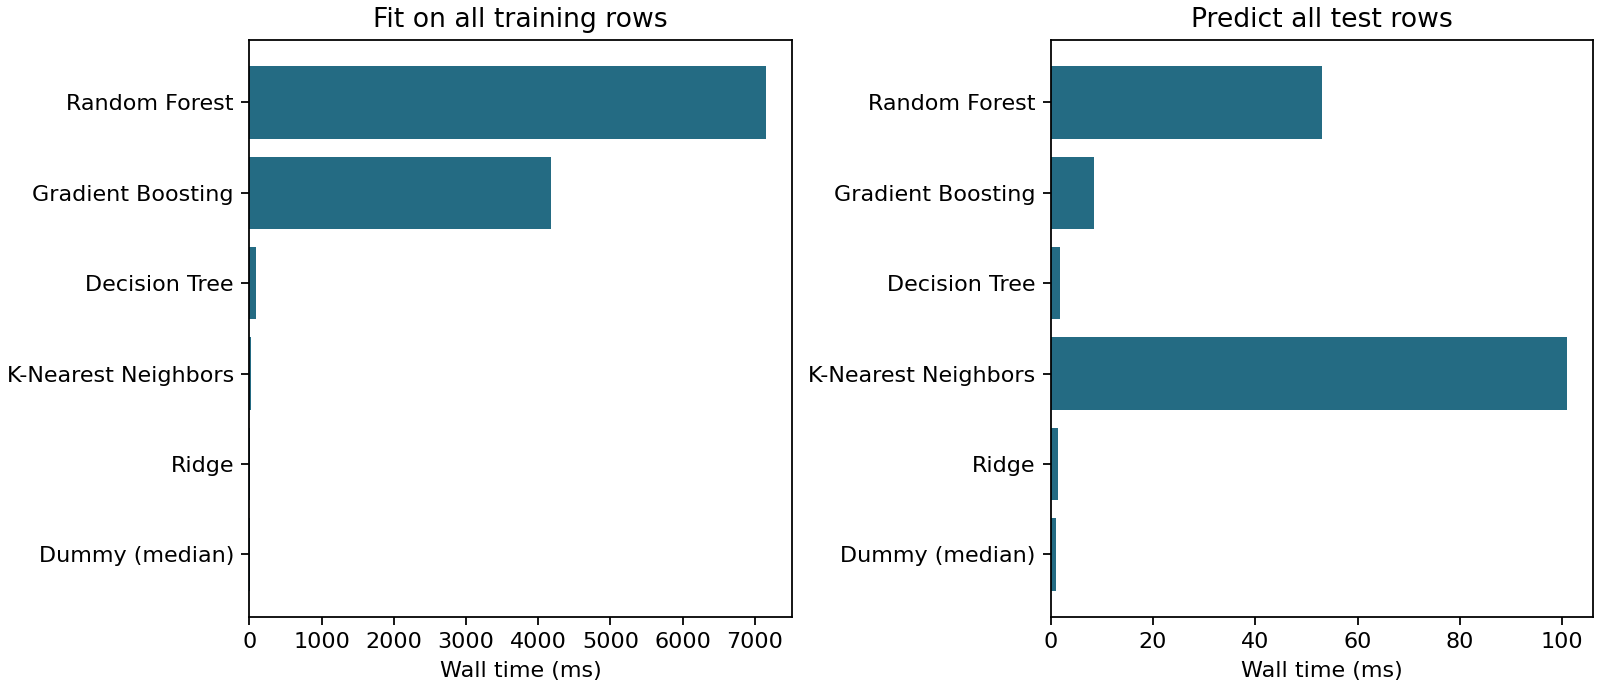 Fit on all training rows
Random Forest
Gradient Boosting
Decision Tree
K-Nearest Neighbors
Ridge
Dummy (median)
0 1000 2000 3000 4000 5000 6000 7000
Wall time (ms)
Predict all test rows
Random Forest
Gradient Boosting
Decision Tree
K-Nearest Neighbors
Ridge
Dummy (median)
0 20 40 60 80 100
Wall time (ms)